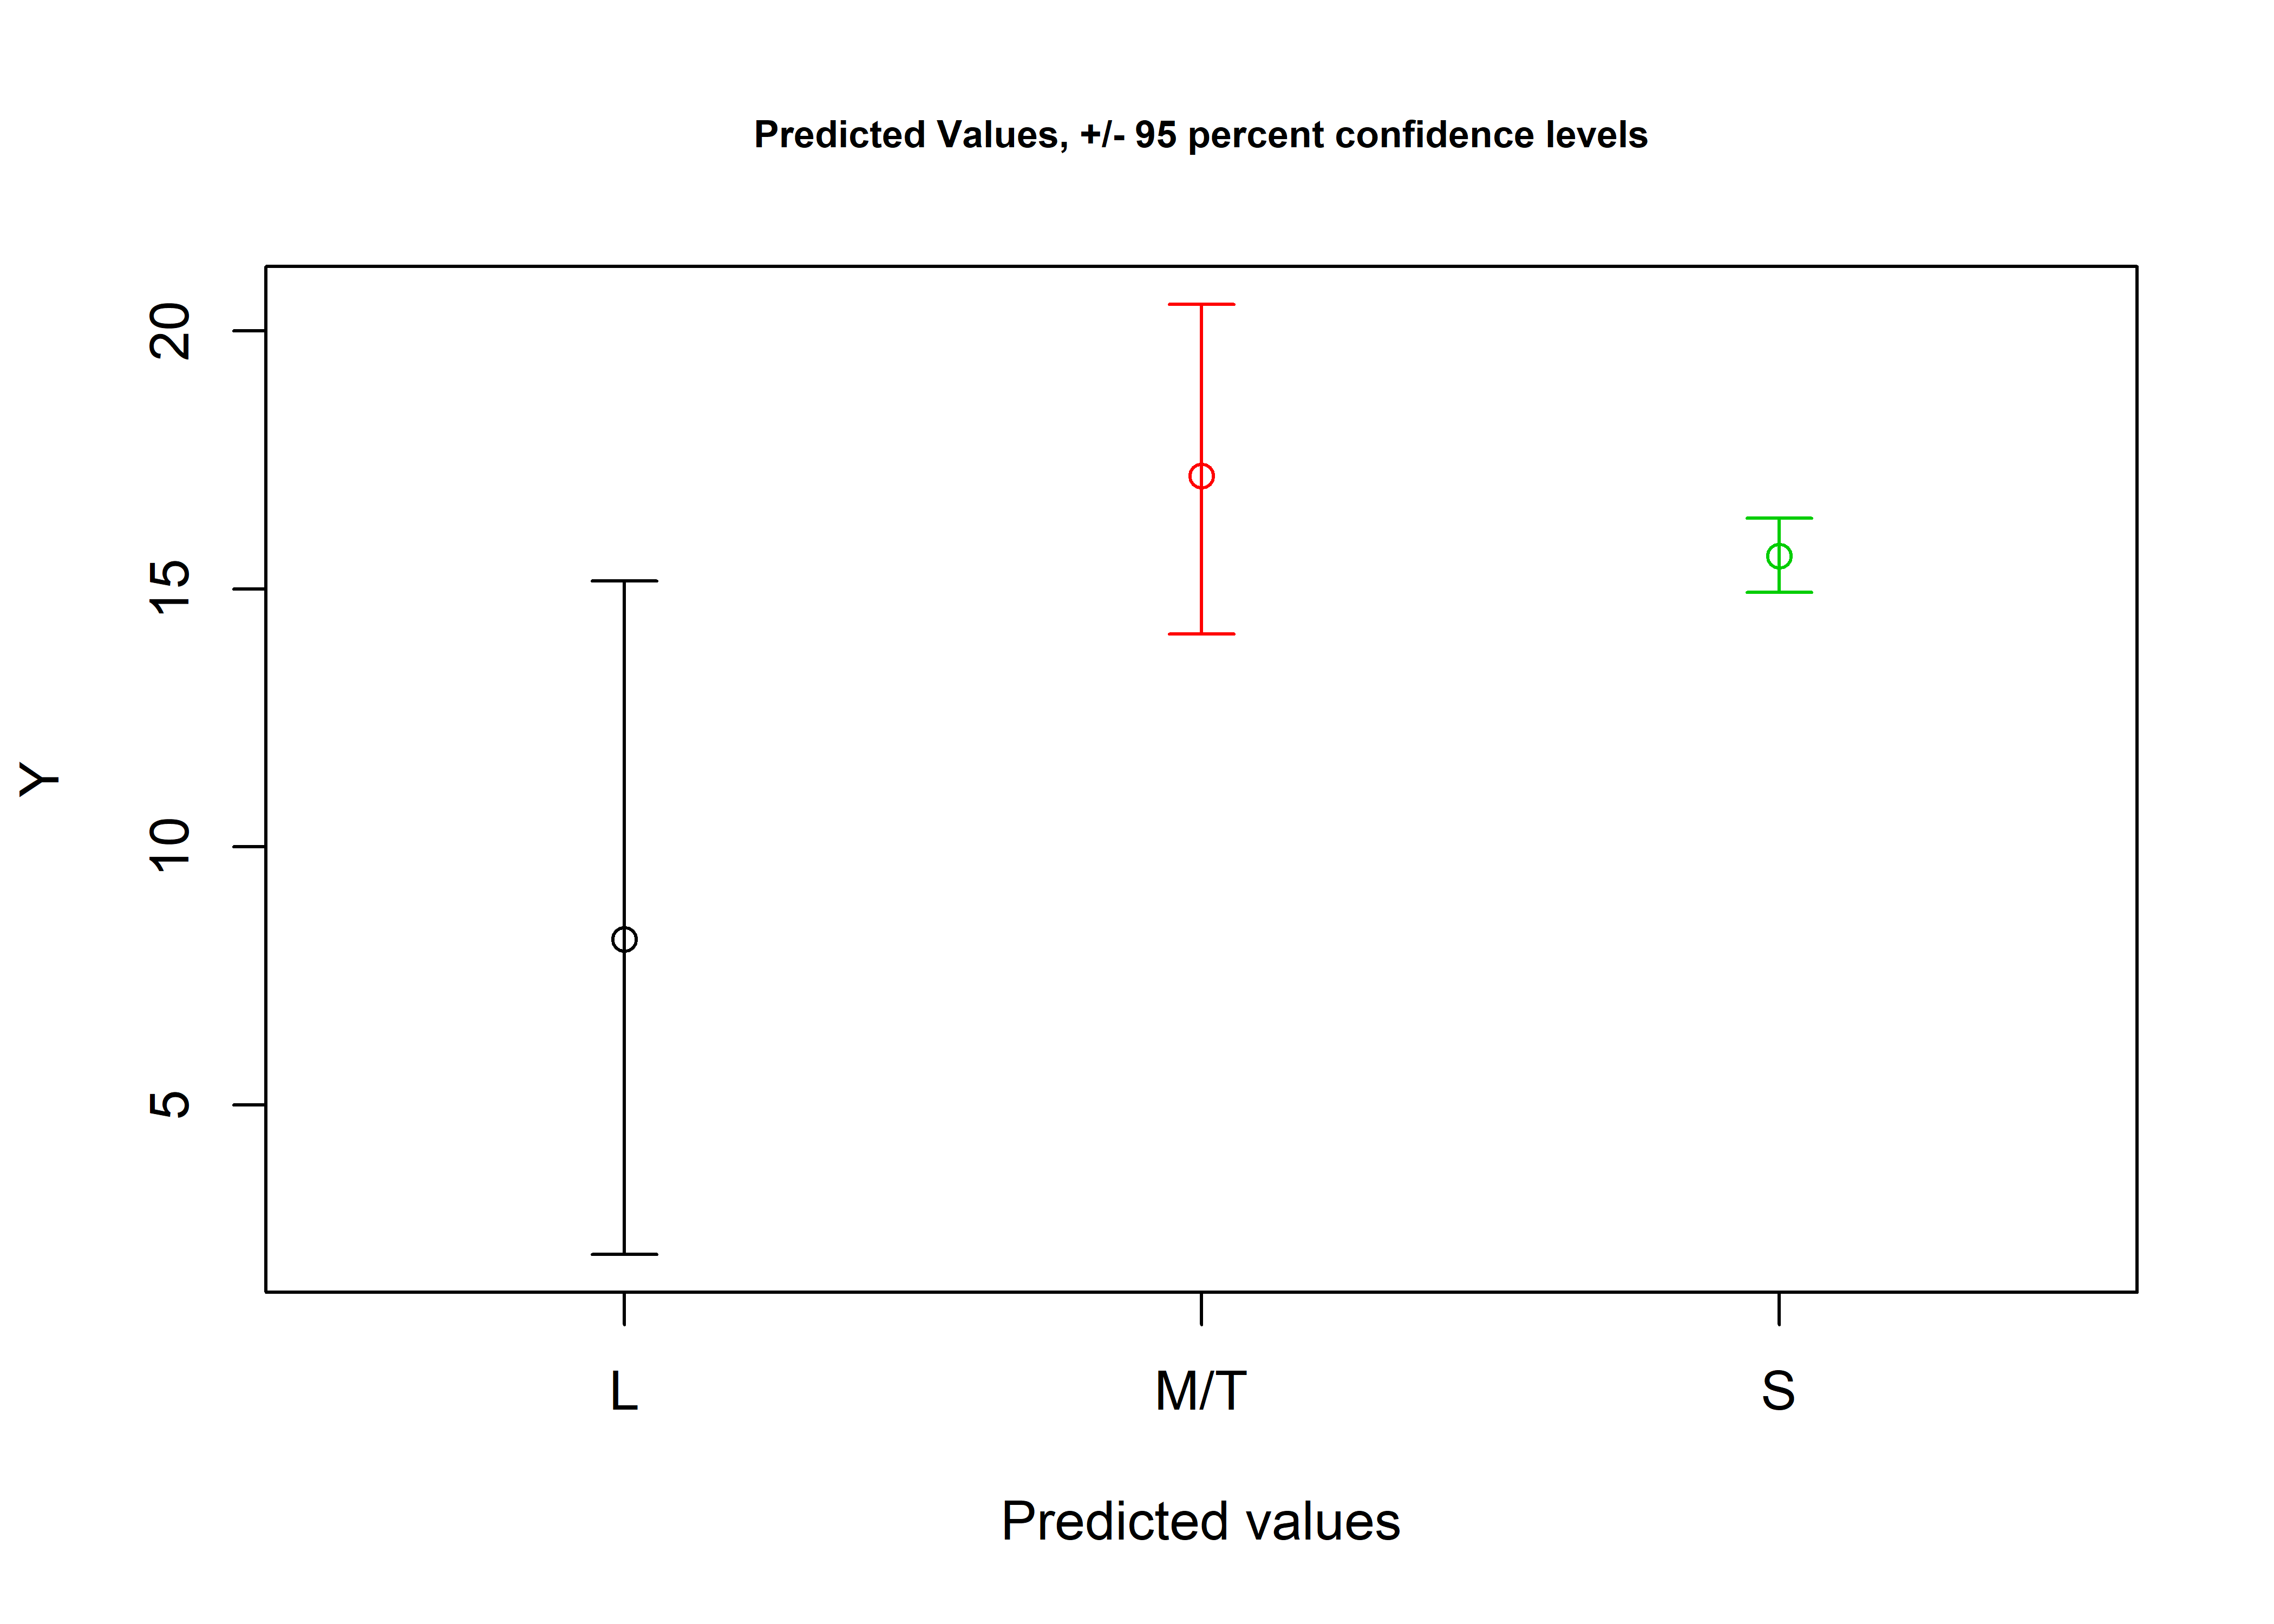 Predicted Values, +/- 95 percent confidence levels
20
15
10
5
Y
L M/T S
Predicted values